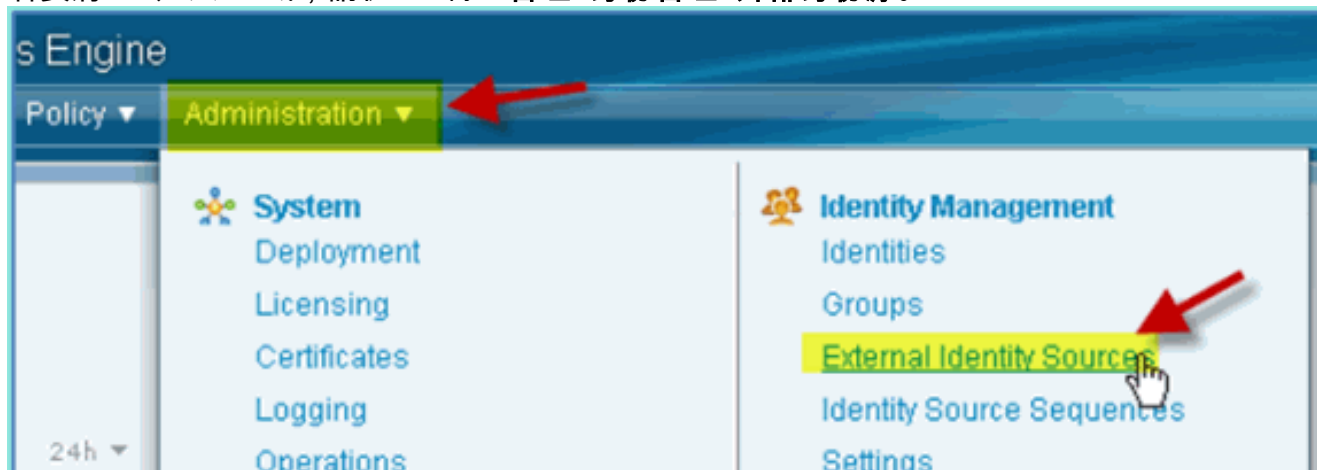 s Engine
Policy ▼ Administration ▼
System
Deployment
Licensing
Certificates
Logging
Operations
Identity Management
Identities
Groups
External Identity Sources
Identity Source Sequences
Settings
24h ▼